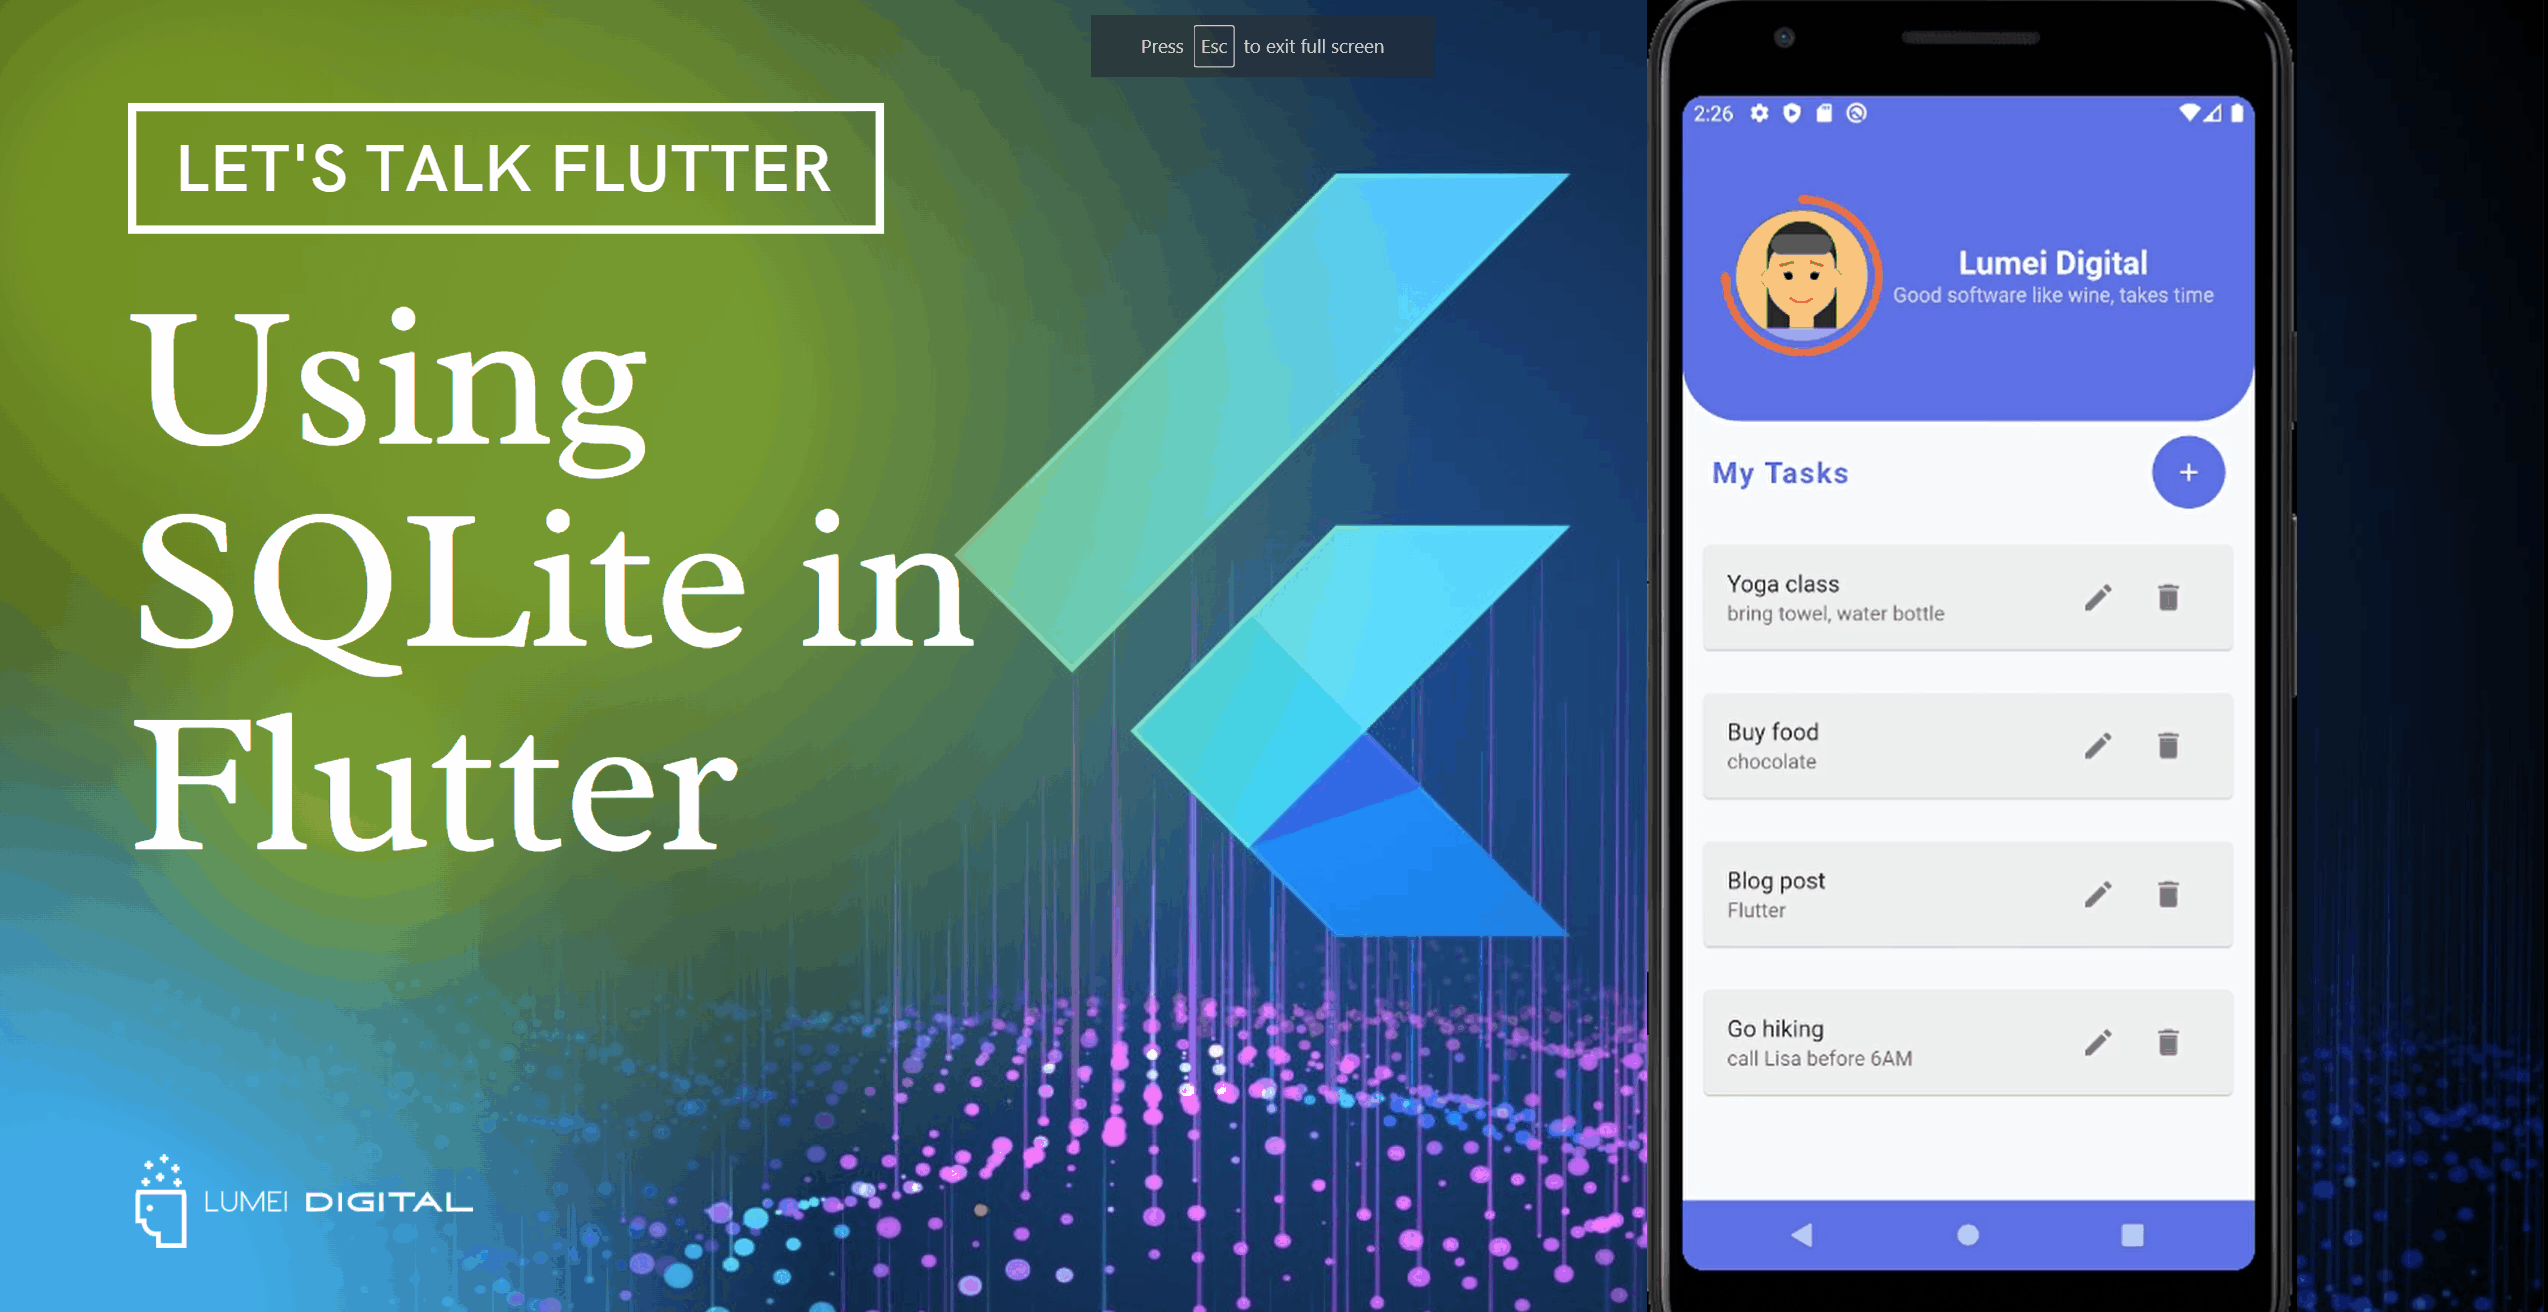 Press Esc to exit full screen
LET'S TALK FLUTTER
Using
SQLite in
Flutter
LUMEI DIGITAL
2:26
Lumei Digital
Good software like wine, takes time
My Tasks
+
Yoga class
bring towel, water bottle
Buy food
chocolate
Blog post
Flutter
Go hiking
call Lisa before 6AM